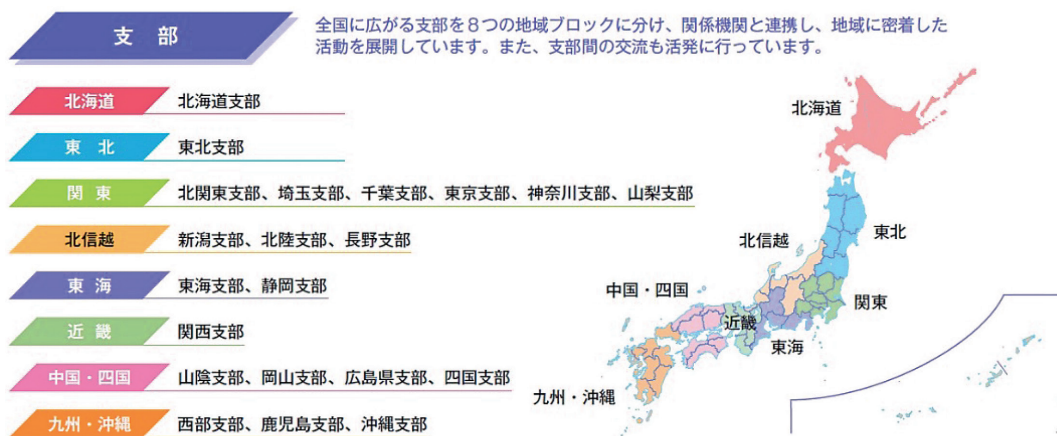 支 部
全国に広がる支部を８つの地域ブロックに分け、関係機関と連携し、地域に密着した
活動を展開しています。また、支部間の交流も活発に行っています。
北海道 北海道支部
東 北 東北支部
関 東 北関東支部、埼玉支部、千葉支部、東京支部、神奈川支部、山梨支部
北信越 新潟支部、北陸支部、長野支部
東 海 東海支部、静岡支部
近 畿 関西支部
中国・四国 山陰支部、岡山支部、広島県支部、四国支部
九州・沖縄 西部支部、鹿児島支部、沖縄支部
北海道
東北
北信越
関東
中国・四国
近畿
東海
九州・沖縄